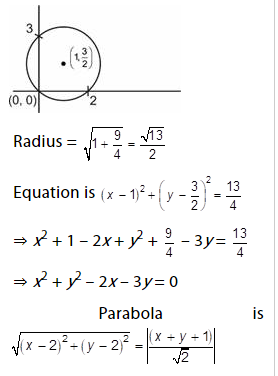 3
(1, 3/2)
(0, 0)
2
Radius = √(1 + 9/4) = √13/2
Equation is (x – 1)² + (y – 3/2)² = 13/4
⇒ x² + 1 – 2x + y² + 9/4 – 3y = 13/4
⇒ x² + y² – 2x – 3y = 0
Parabola is
√((x – 2)² + (y – 2)²) = |(x + y + 1)/√2|